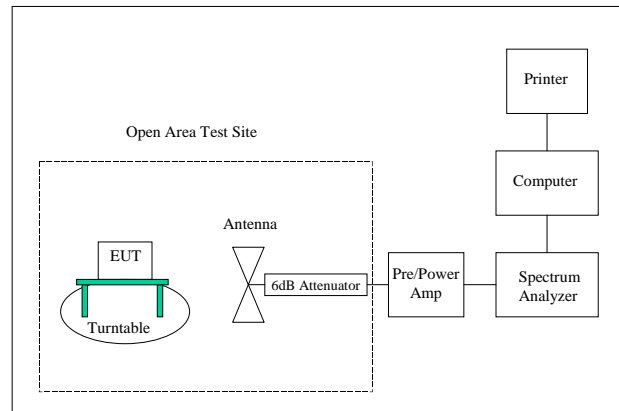 Printer
Open Area Test Site
Computer
Antenna
EUT
6dB Attenuator
Pre/Power
Amp
Spectrum
Analyzer
Turntable